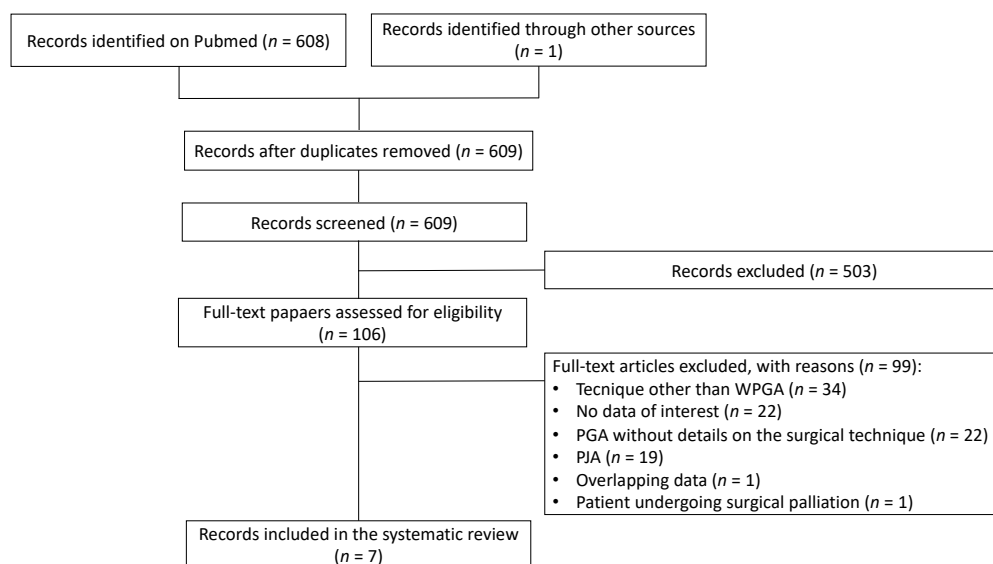 Records identified on Pubmed (n = 608)
Records identified through other sources
(n = 1)
Records after duplicates removed (n = 609)
Records screened (n = 609)
Records excluded (n = 503)
Full-text papaers assessed for eligibility
(n = 106)
Full-text articles excluded, with reasons (n = 99):
• Tecnique other than WPGA (n = 34)
• No data of interest (n = 22)
• PGA without details on the surgical technique (n = 22)
• PJA (n = 19)
• Overlapping data (n = 1)
• Patient undergoing surgical palliation (n = 1)
Records included in the systematic review
(n = 7)